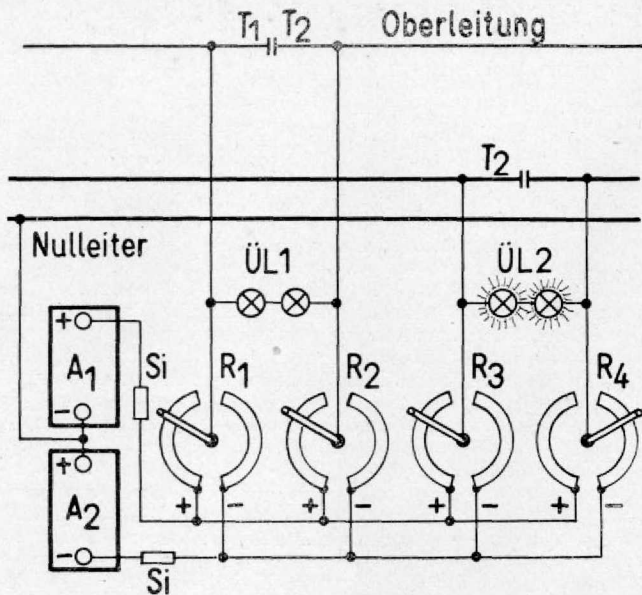 T1 T2 Oberleitung
T2
Nulleiter
ÜL1 ÜL2
+ A1 -
Si
R1 R2 R3 R4
+ A2 -
+ - + - + - + -
Si